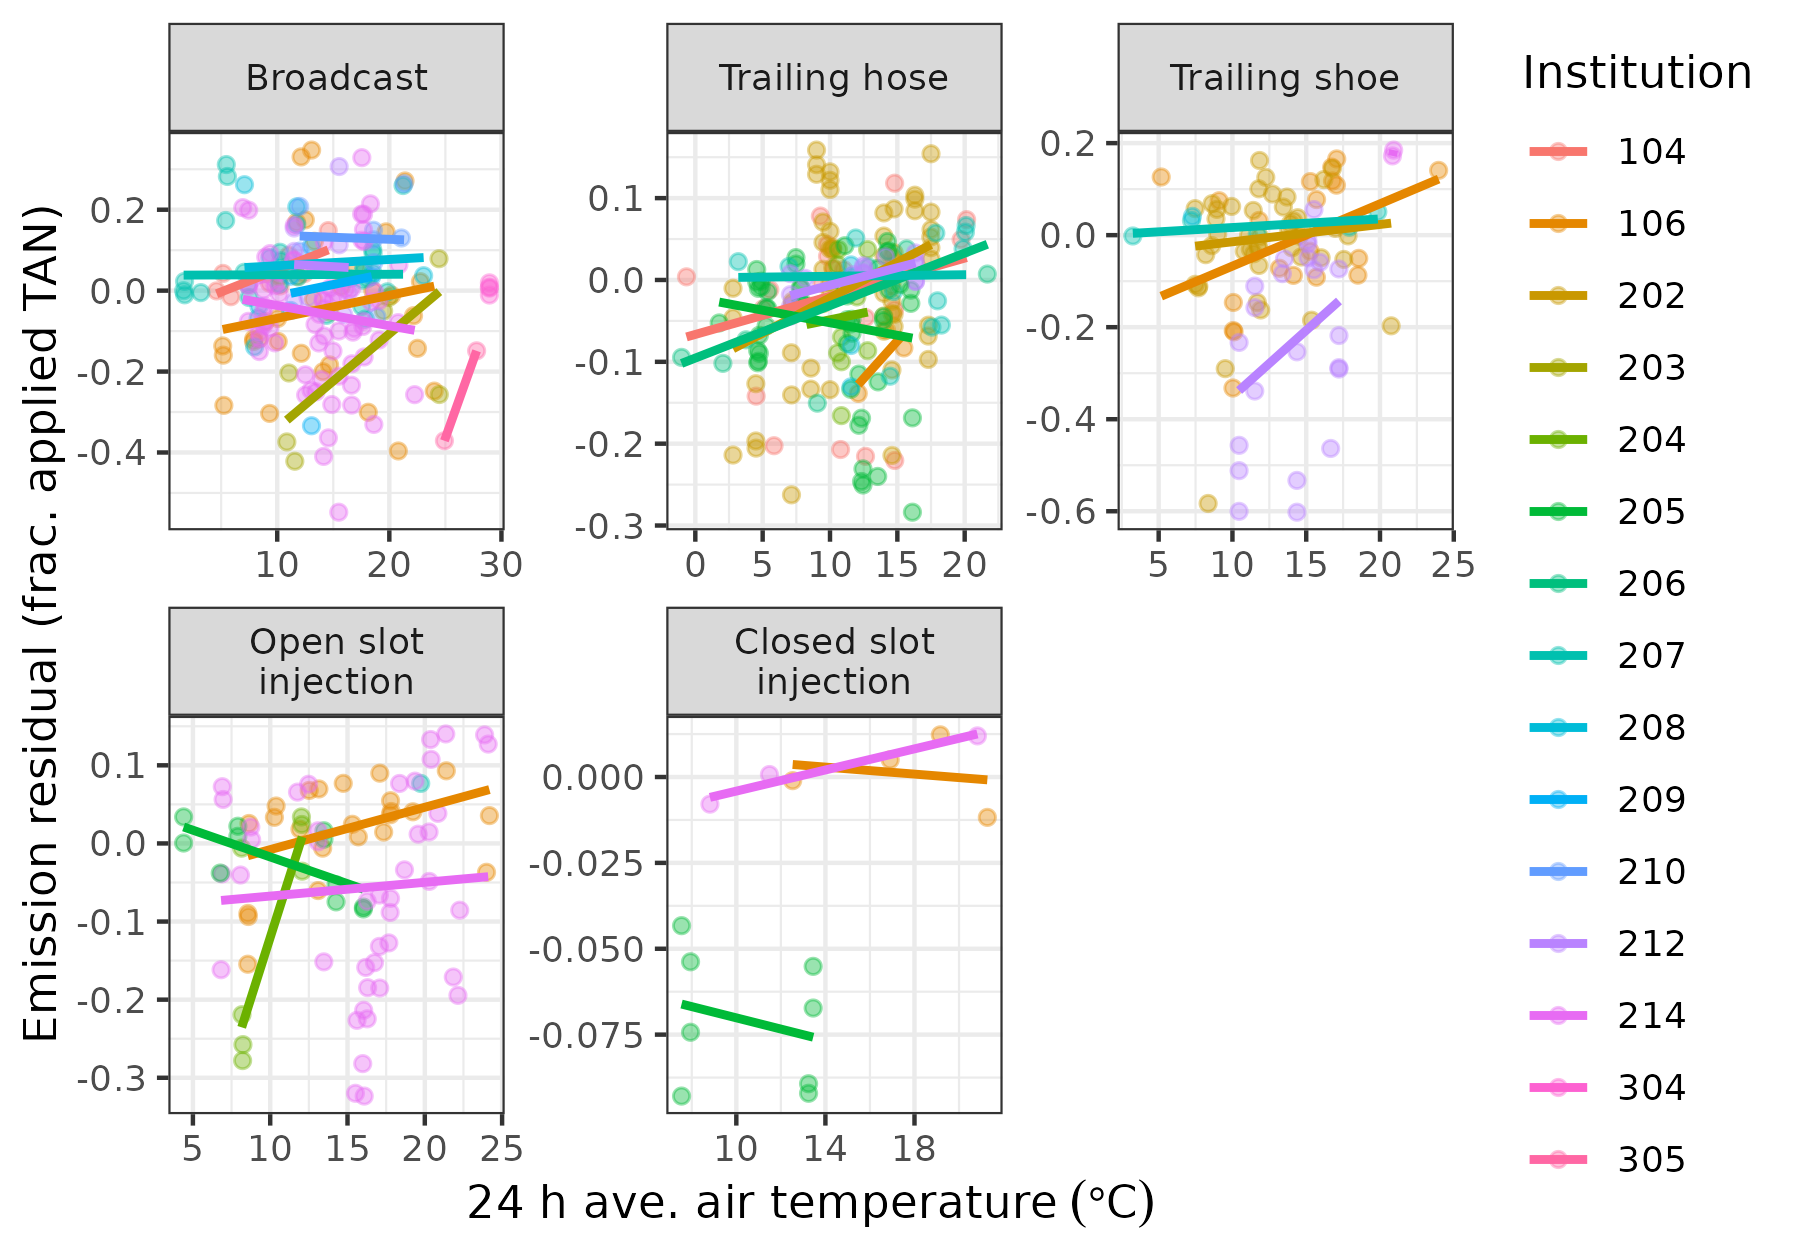 Broadcast
Trailing hose
Trailing shoe
Institution
104
106
202
203
204
205
206
207
208
209
210
212
214
304
305
0.2
0.0
-0.2
-0.4
10 20 30
0.1
0.0
-0.1
-0.2
-0.3
0 5 10 15 20
0.2
0.0
-0.2
-0.4
-0.6
5 10 15 20 25
Open slot
injection
Closed slot
injection
0.1
0.0
-0.1
-0.2
-0.3
5 10 15 20 25
0.000
-0.025
-0.050
-0.075
10 14 18
Emission residual (frac. applied TAN)
24 h ave. air temperature (°C)